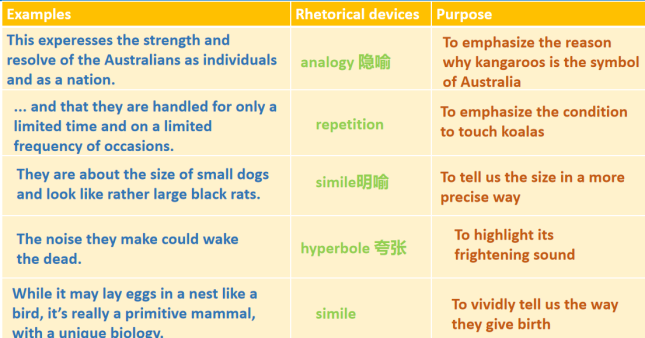 Examples Rhetorical devices Purpose
This experesses the strength and
resolve of the Australians as individuals
and as a nation.
analogy 隐喻
To emphasize the reason
why kangaroos is the symbol
of Australia
... and that they are handled for only a
limited time and on a limited
frequency of occasions.
repetition
To emphasize the condition
to touch koalas
They are about the size of small dogs
and look like rather large black rats.
simile明喻
To tell us the size in a more
precise way
The noise they make could wake
the dead.
hyperbole 夸张
To highlight its
frightening sound
While it may lay eggs in a nest like a
bird, it's really a primitive mammal,
with a unique biology.
simile
To vividly tell us the way
they give birth